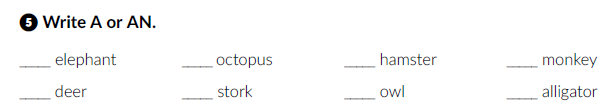 5 Write A or AN.
____ elephant ____ octopus ____ hamster ____ monkey
____ deer ____ stork ____ owl ____ alligator